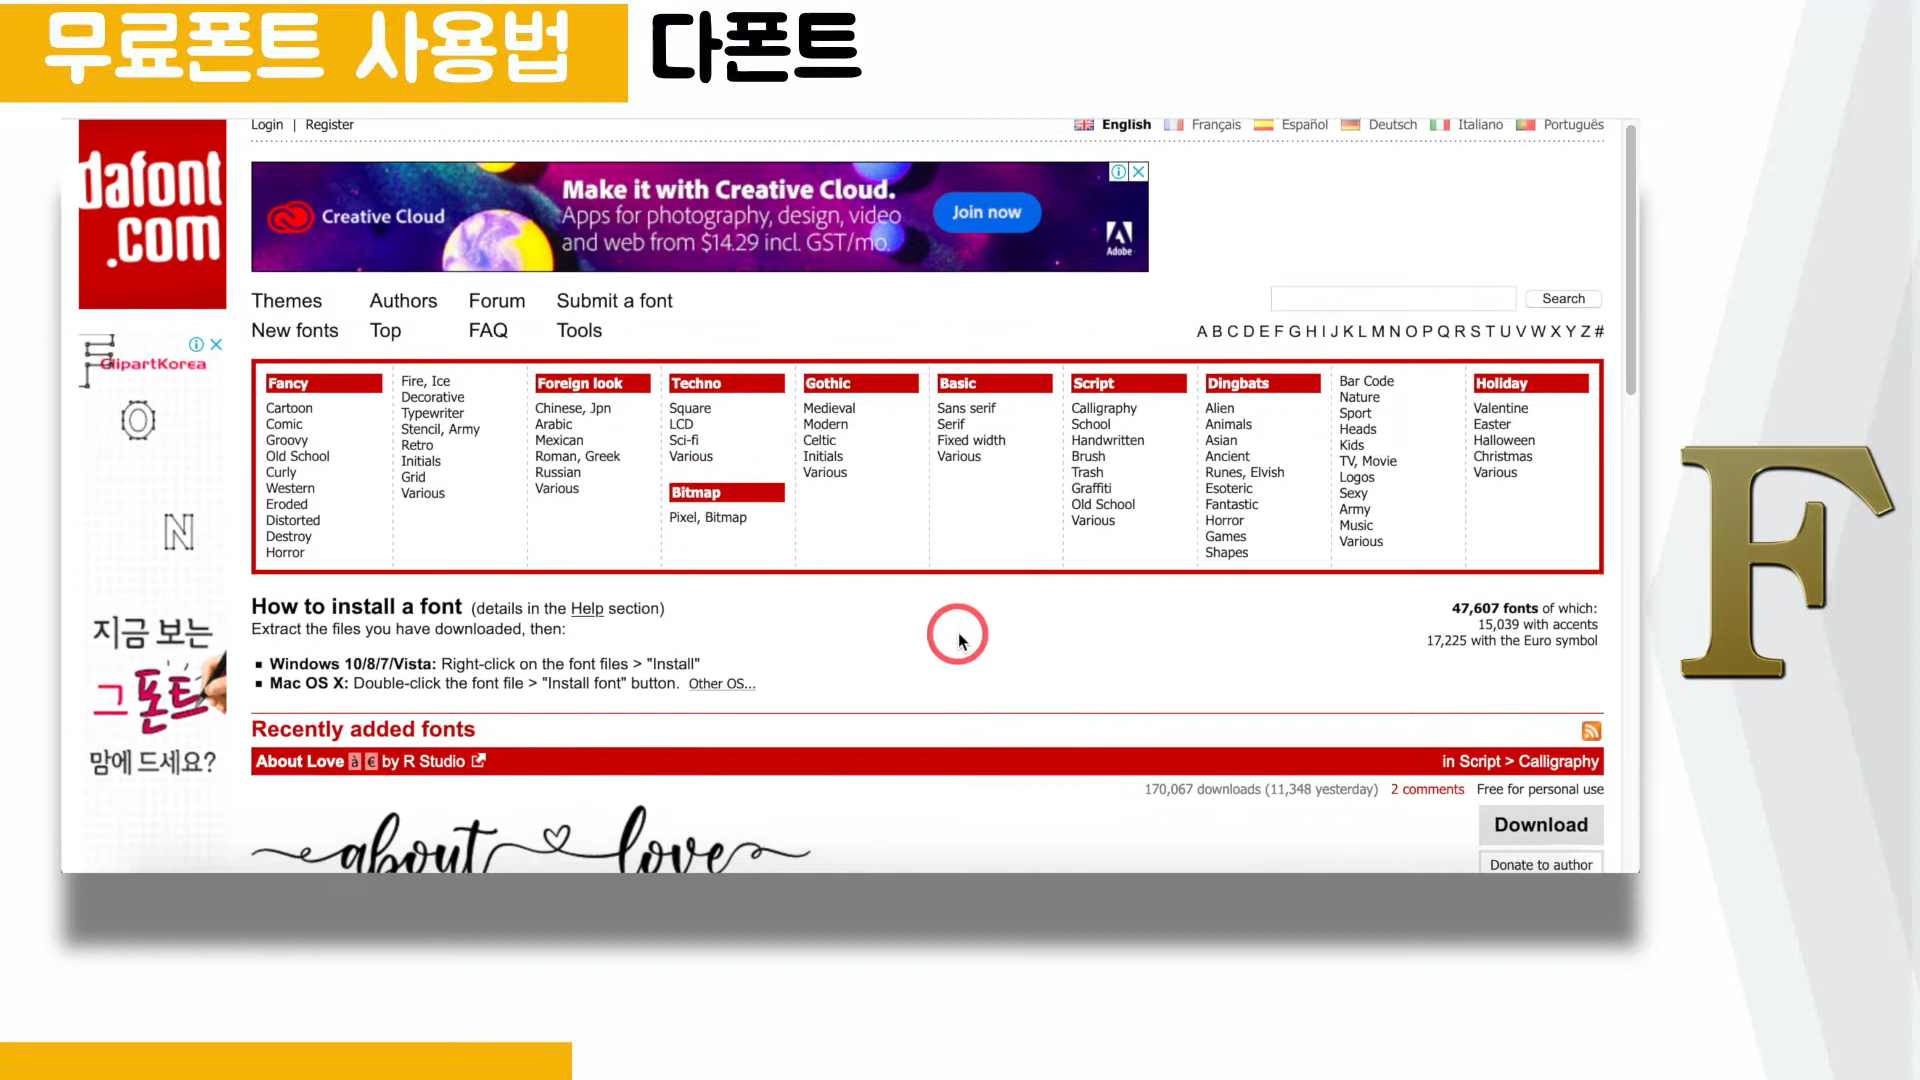 무료폰트 사용법 다폰트
Login | Register
English Français Español Deutsch Italiano Português
dafont
.com
Creative Cloud
Make it with Creative Cloud.
Apps for photography, design, video
and web from $14.29 incl. GST/mo.
Join now
Adobe
Themes Authors Forum Submit a font
New fonts Top FAQ Tools
Search
A B C D E F G H I J K L M N O P Q R S T U V W X Y Z #
ClipartKorea
O
N
지금 보는
그 폰트
맘에 드세요?
Fancy
Cartoon
Comic
Groovy
Old School
Curly
Western
Eroded
Distorted
Destroy
Horror
Fire, Ice
Decorative
Typewriter
Stencil, Army
Retro
Initials
Grid
Various
Foreign look
Chinese, Jpn
Arabic
Mexican
Roman, Greek
Russian
Various
Techno
Square
LCD
Sci-fi
Various
Bitmap
Pixel, Bitmap
Gothic
Medieval
Modern
Celtic
Initials
Various
Basic
Sans serif
Serif
Fixed width
Various
Script
Calligraphy
School
Handwritten
Brush
Trash
Graffiti
Old School
Various
Dingbats
Alien
Animals
Asian
Ancient
Runes, Elvish
Esoteric
Fantastic
Horror
Games
Shapes
Bar Code
Nature
Sport
Heads
Kids
TV, Movie
Logos
Sexy
Army
Music
Various
Holiday
Valentine
Easter
Halloween
Christmas
Various
How to install a font (details in the Help section)
Extract the files you have downloaded, then:
▪ Windows 10/8/7/Vista: Right-click on the font files > "Install"
▪ Mac OS X: Double-click the font file > "Install font" button. Other OS...
47,607 fonts of which:
15,039 with accents
17,225 with the Euro symbol
Recently added fonts
About Love à € by R Studio
in Script > Calligraphy
170,067 downloads (11,348 yesterday) 2 comments Free for personal use
about love
Download
Donate to author
F